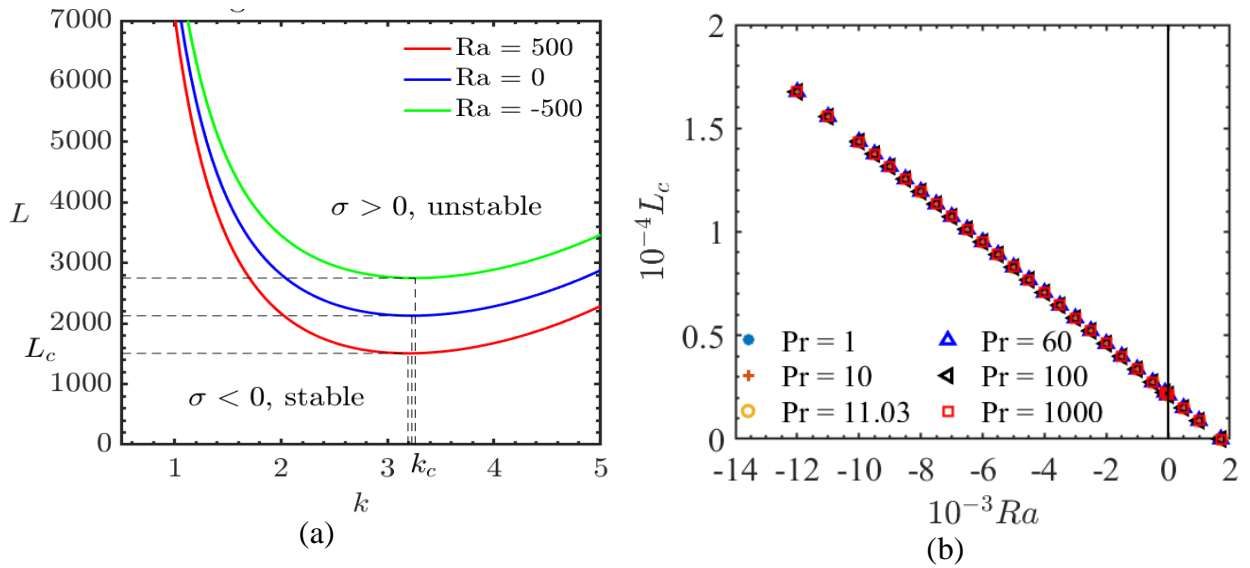 7000
6000
5000
4000
3000
2000
1000
0
L
L_c
Ra = 500
Ra = 0
Ra = -500
σ > 0, unstable
σ < 0, stable
1 2 3 k_c 4 5
k
(a)
2
1.5
1
0.5
0
10^{-4}L_c
Pr = 1
Pr = 10
Pr = 11.03
Pr = 60
Pr = 100
Pr = 1000
-14 -12 -10 -8 -6 -4 -2 0 2
10^{-3}Ra
(b)